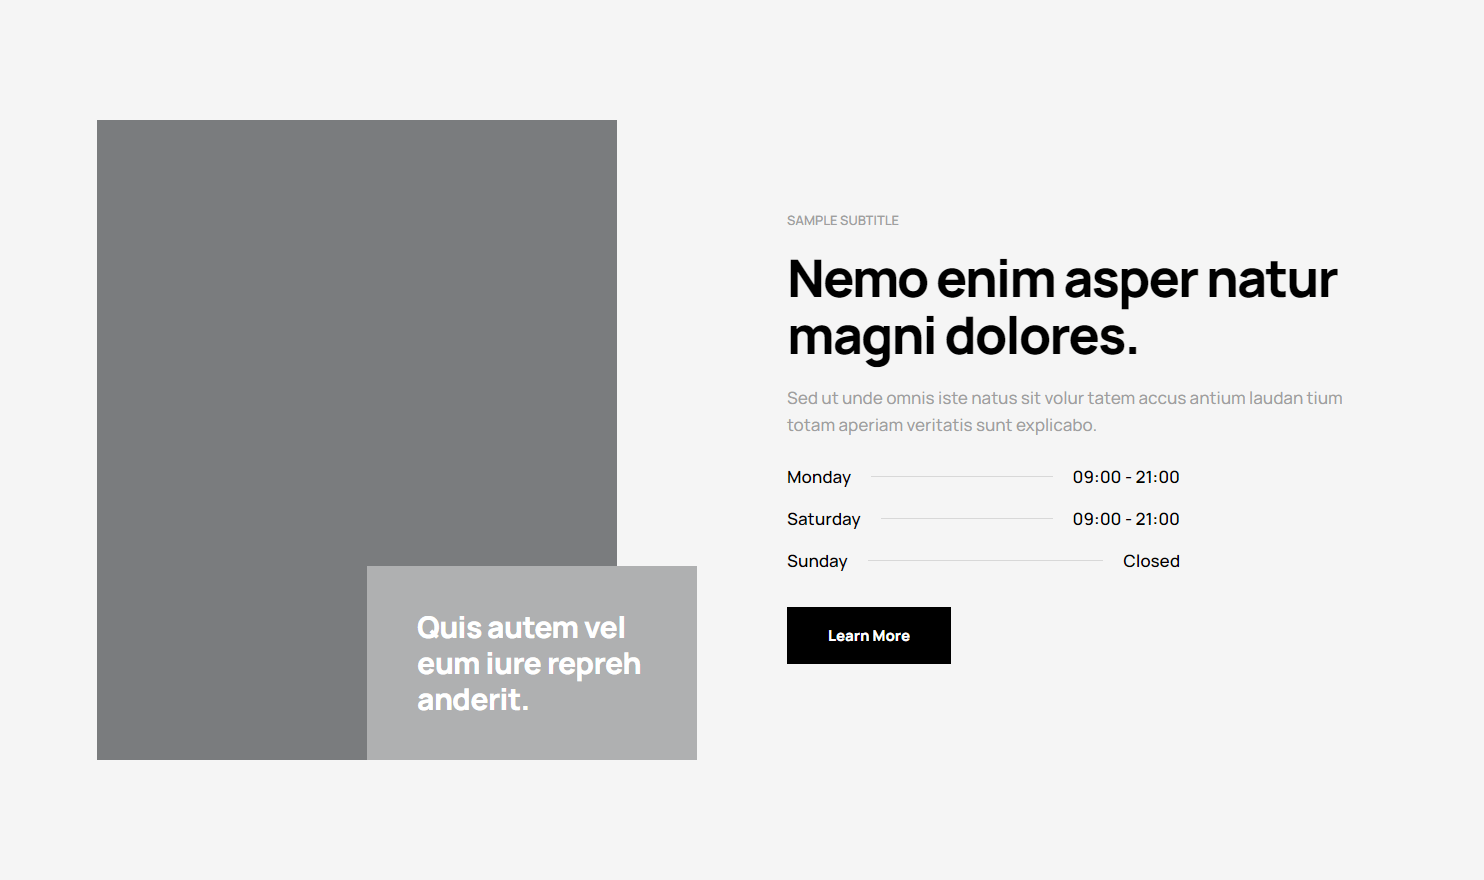 SAMPLE SUBTITLE
Nemo enim asper natur
magni dolores.
Sed ut unde omnis iste natus sit volur tatem accus antium laudan tium
totam aperiam veritatis sunt explicabo.
Monday 09:00 - 21:00
Saturday 09:00 - 21:00
Sunday Closed
Learn More
Quis autem vel
eum iure repreh
anderit.